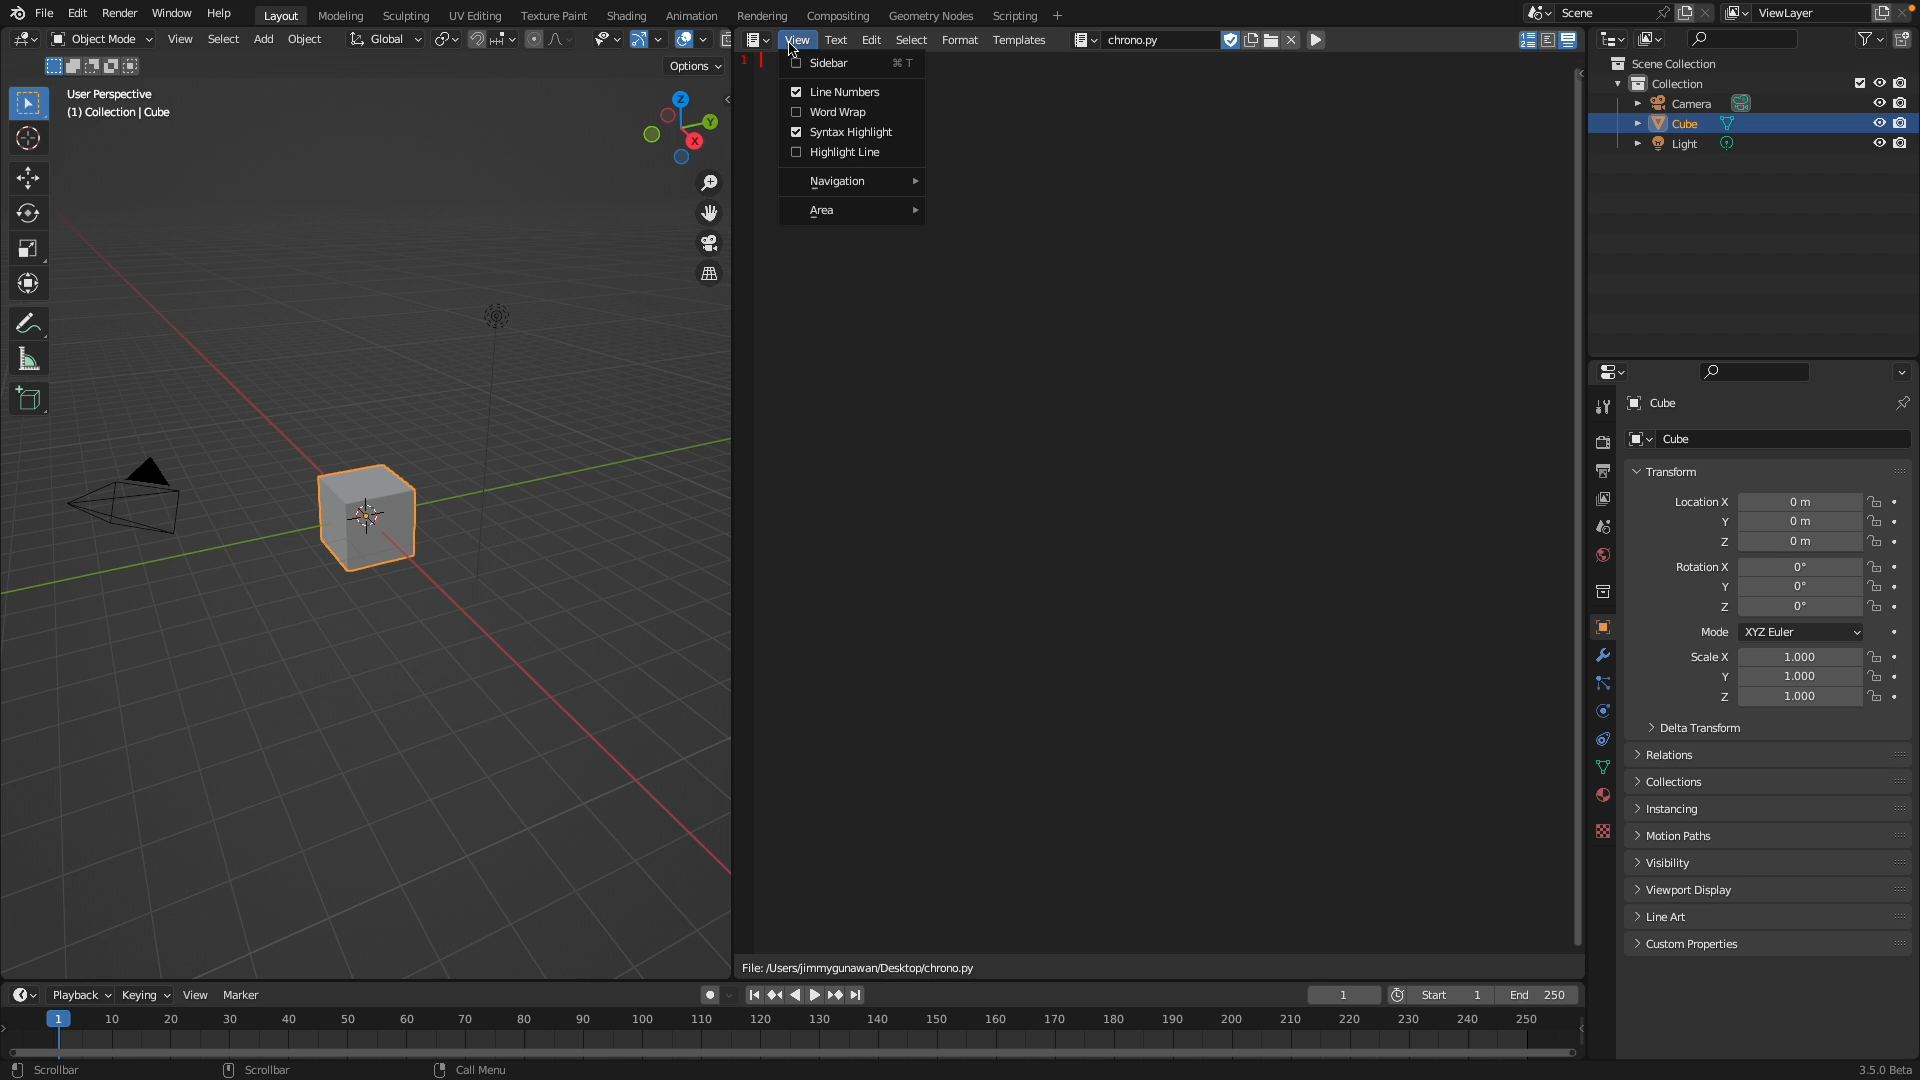 File Edit Render Window Help Layout Modeling Sculpting UV Editing Texture Paint Shading Animation Rendering Compositing Geometry Nodes Scripting + Scene ViewLayer
Object Mode View Select Add Object Global
View Text Edit Select Format Templates chrono.py
Options
User Perspective
(1) Collection | Cube
Z
Y
X
1
Sidebar ⌘ T
Line Numbers
Word Wrap
Syntax Highlight
Highlight Line
Navigation
Area
Scene Collection
Collection
Camera
Cube
Light
Cube
Cube
Transform
Location X 0 m
Y 0 m
Z 0 m
Rotation X 0°
Y 0°
Z 0°
Mode XYZ Euler
Scale X 1.000
Y 1.000
Z 1.000
Delta Transform
Relations
Collections
Instancing
Motion Paths
Visibility
Viewport Display
Line Art
Custom Properties
File: /Users/jimmygunawan/Desktop/chrono.py
Playback Keying View Marker 1 Start 1 End 250
1 10 20 30 40 50 60 70 80 90 100 110 120 130 140 150 160 170 180 190 200 210 220 230 240 250
Scrollbar Scrollbar Call Menu 3.5.0 Beta